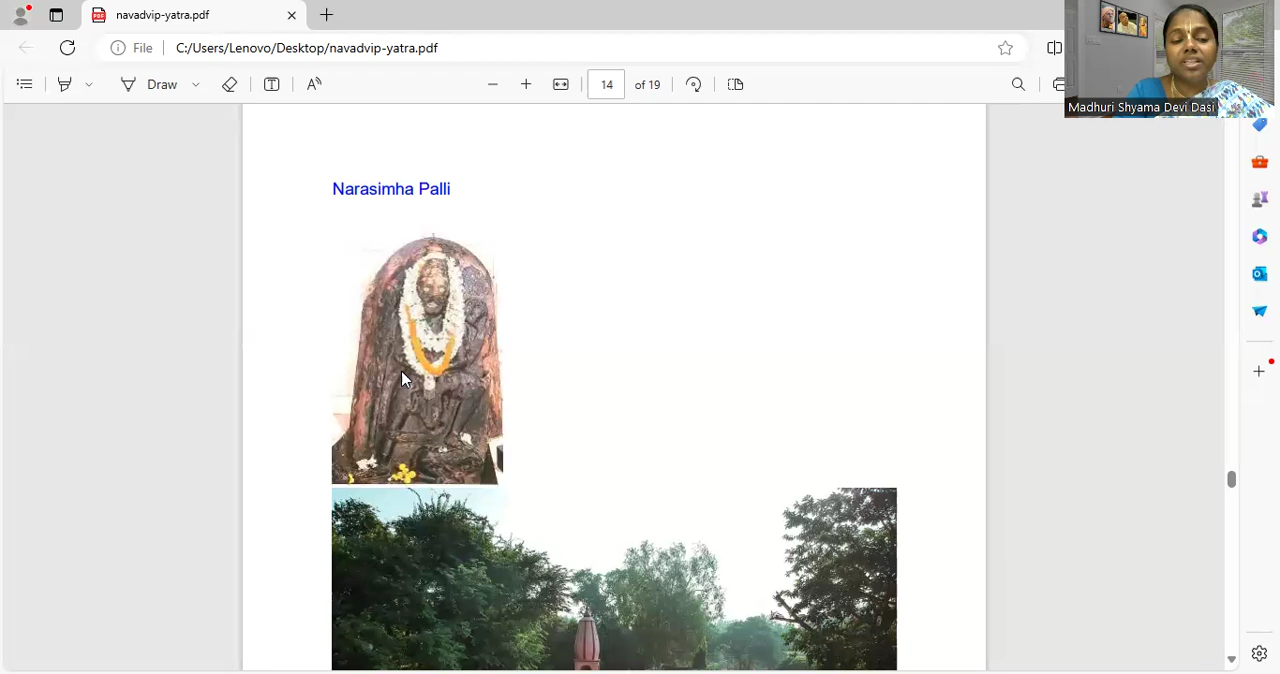 navadvip-yatra.pdf
File
C:/Users/Lenovo/Desktop/navadvip-yatra.pdf
Draw
14 of 19
Madhuri Shyama Devi Dasi
Narasimha Palli